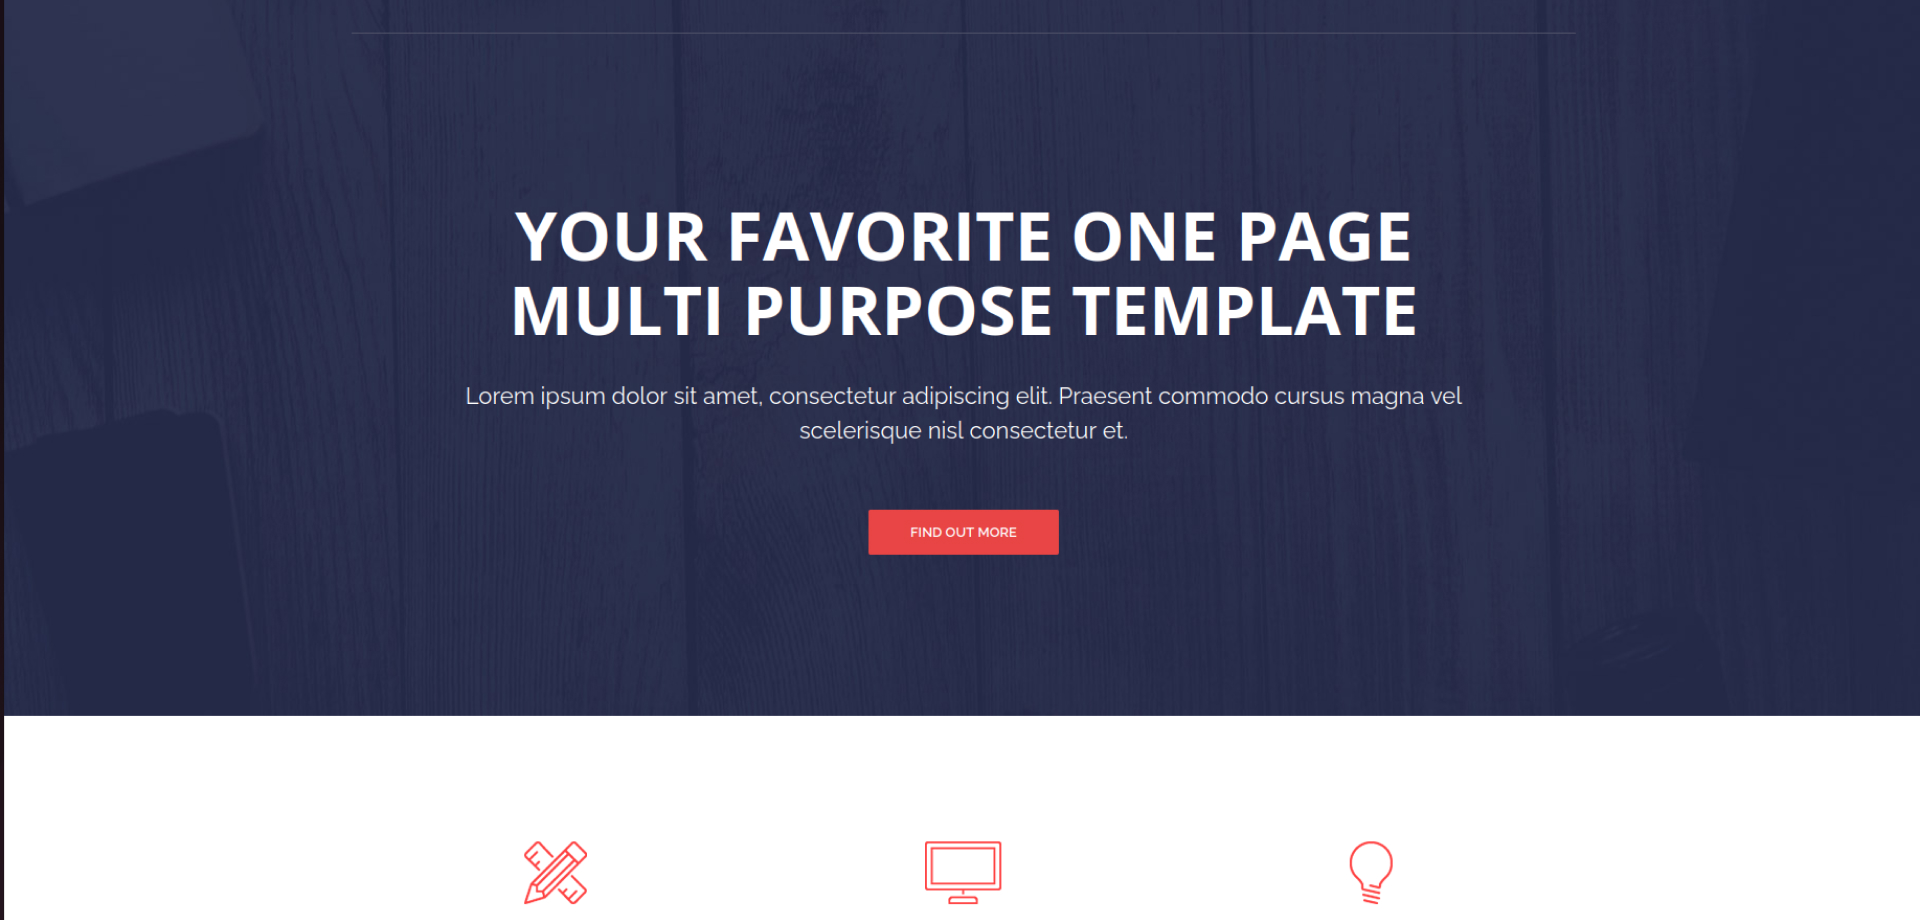 YOUR FAVORITE ONE PAGE
MULTI PURPOSE TEMPLATE
Lorem ipsum dolor sit amet, consectetur adipiscing elit. Praesent commodo cursus magna vel
scelerisque nisl consectetur et.
FIND OUT MORE